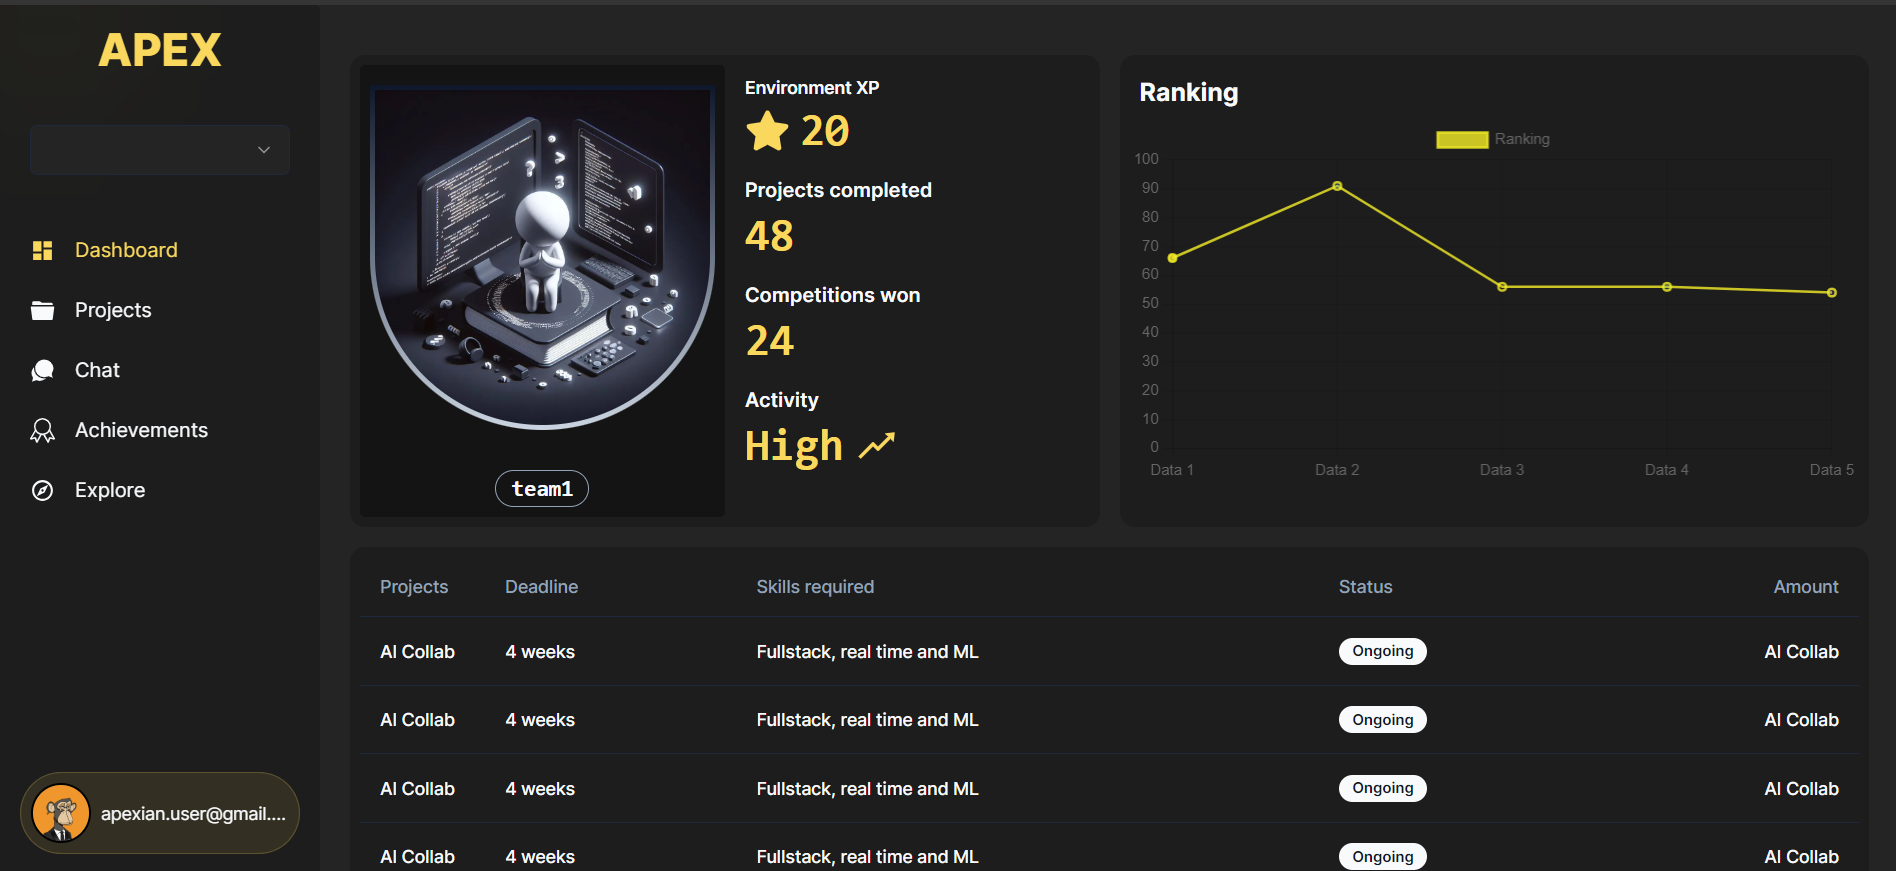 APEX
Dashboard
Projects
Chat
Achievements
Explore
apexian.user@gmail....
team1
Environment XP
20
Projects completed
48
Competitions won
24
Activity
High
Ranking
Ranking
100
90
80
70
60
50
40
30
20
10
0
Data 1 Data 2 Data 3 Data 4 Data 5
Projects Deadline Skills required Status Amount
AI Collab 4 weeks Fullstack, real time and ML Ongoing AI Collab
AI Collab 4 weeks Fullstack, real time and ML Ongoing AI Collab
AI Collab 4 weeks Fullstack, real time and ML Ongoing AI Collab
AI Collab 4 weeks Fullstack, real time and ML Ongoing AI Collab